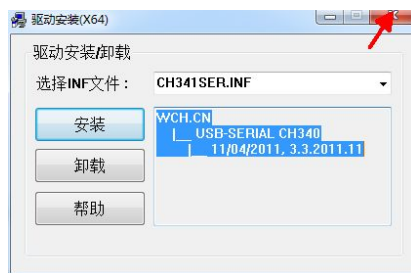 驱动安装(X64)
驱动安装/卸载
选择INF文件：
CH341SER.INF
安装
WCH.CN
|__ USB-SERIAL CH340
|__ 11/04/2011, 3.3.2011.11
卸载
帮助